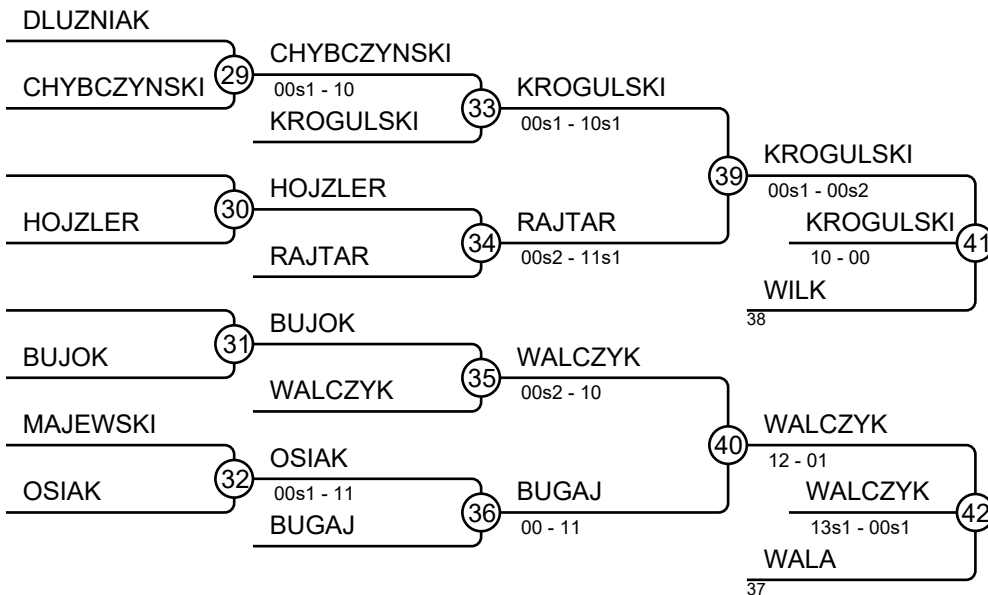 DLUZNIAK
CHYBCZYNSKI
29
CHYBCZYNSKI
00s1 - 10
KROGULSKI
33
KROGULSKI
00s1 - 10s1
HOJZLER
30
HOJZLER
RAJTAR
34
RAJTAR
00s2 - 11s1
39
KROGULSKI
00s1 - 00s2
KROGULSKI
10 - 00
41
WILK
38
BUJOK
31
BUJOK
WALCZYK
35
WALCZYK
00s2 - 10
MAJEWSKI
OSIAK
32
OSIAK
00s1 - 11
BUGAJ
36
BUGAJ
00 - 11
40
WALCZYK
12 - 01
WALCZYK
13s1 - 00s1
42
WALA
37